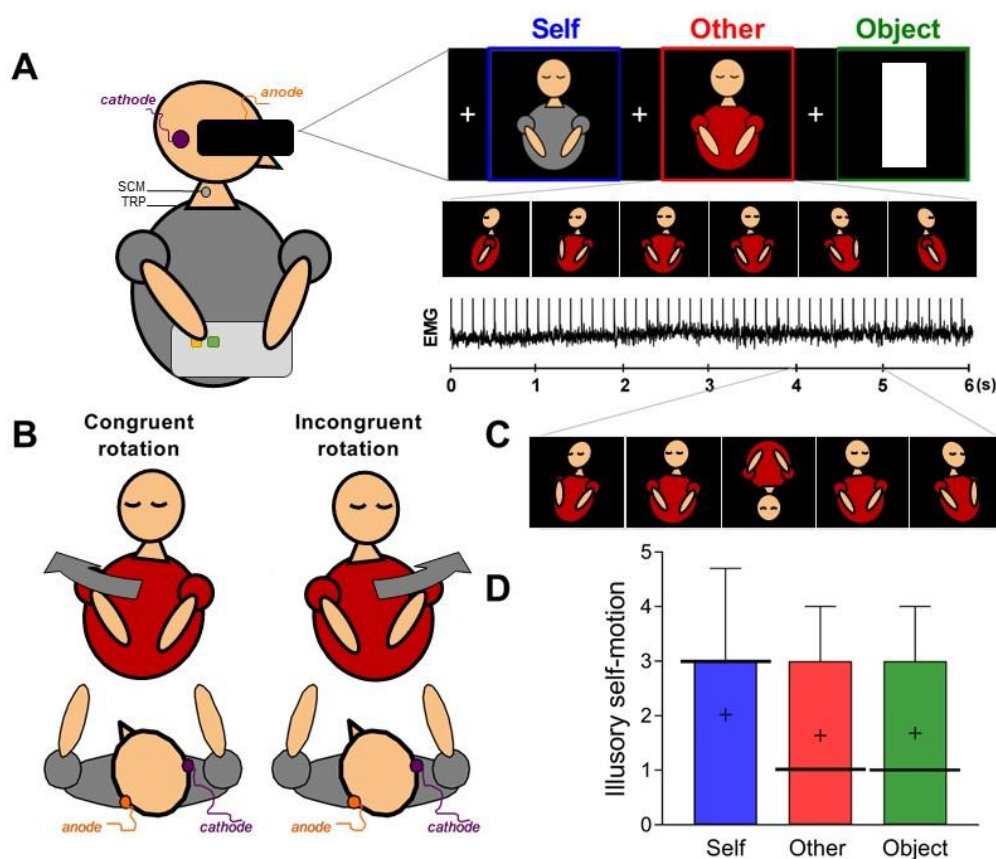 A
cathode
anode
SCM
TRP
Self
Other
Object
+
+
+
EMG
0 1 2 3 4 5 6 (s)
B
Congruent
rotation
Incongruent
rotation
anode
cathode
anode
cathode
C
D
Illusory self-motion
5
4
3
2
1
0
+
+
+
Self Other Object